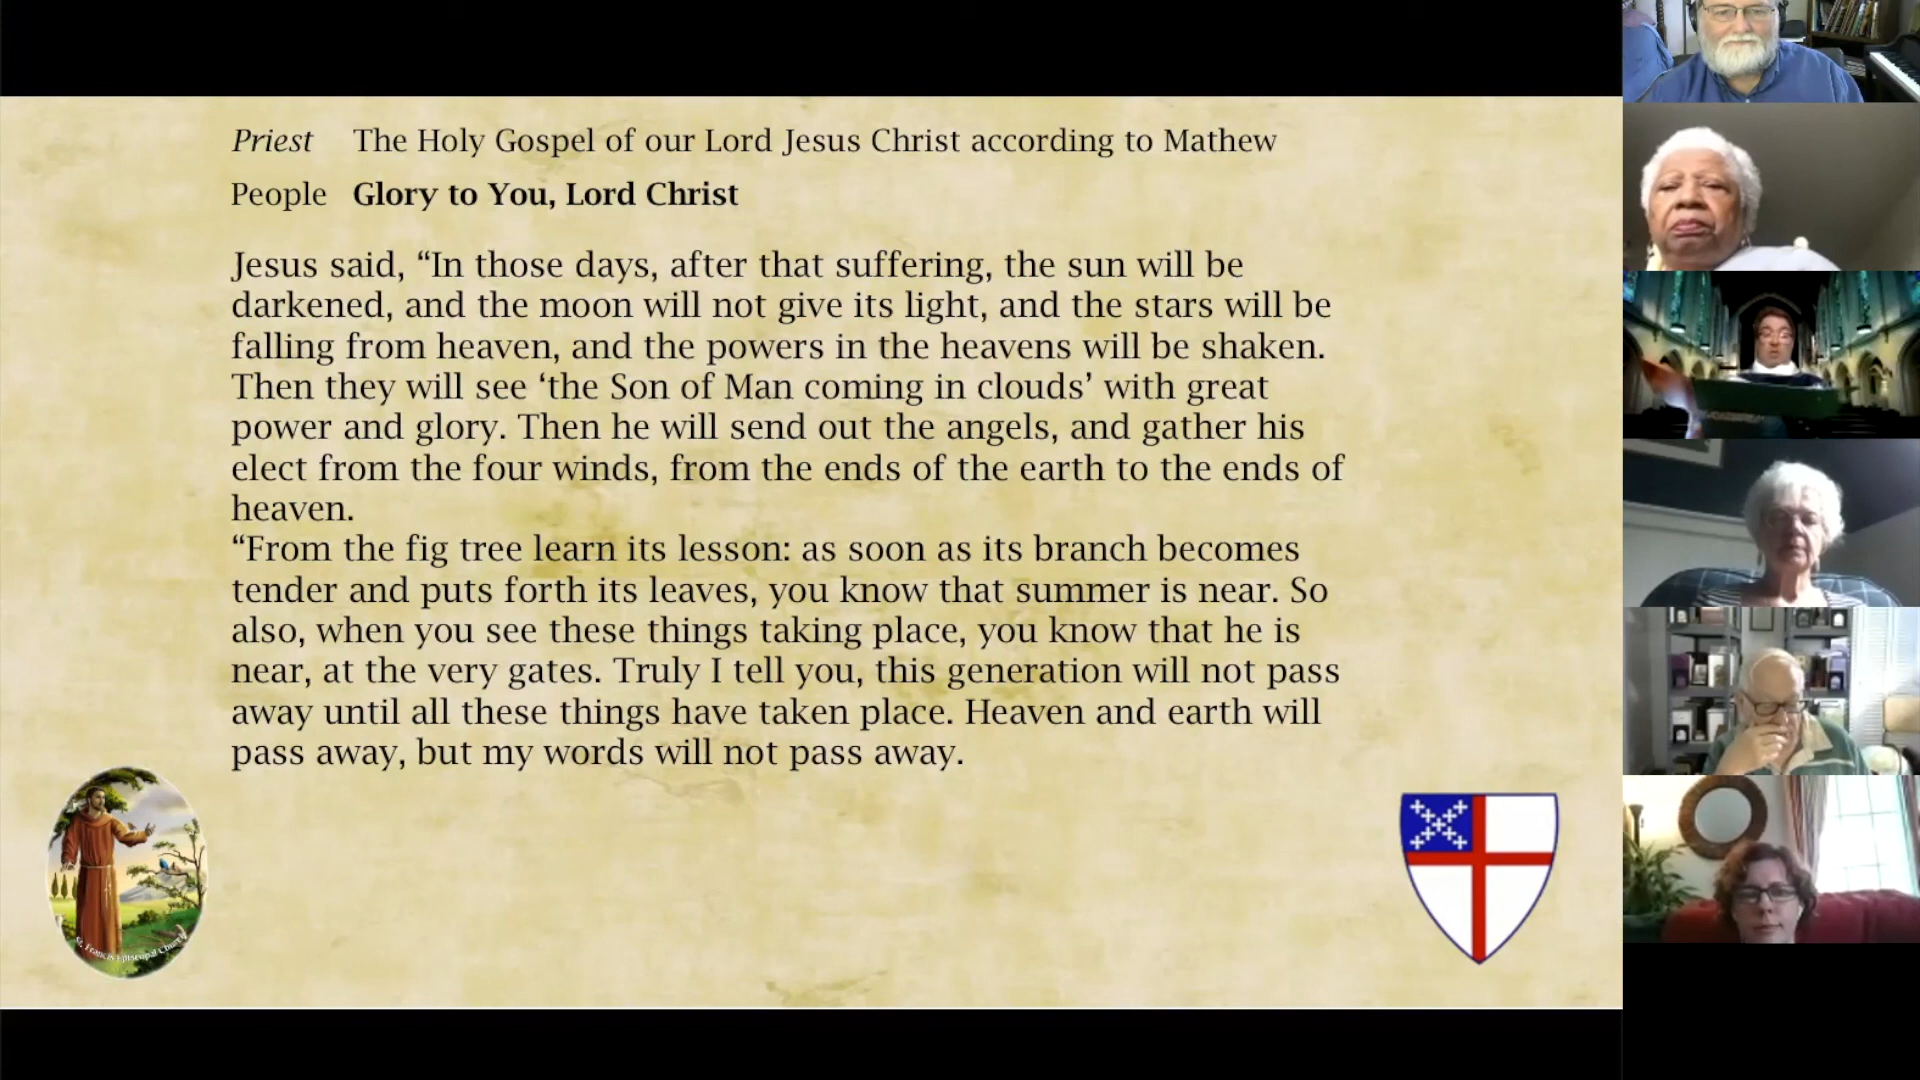 Priest The Holy Gospel of our Lord Jesus Christ according to Mathew
People Glory to You, Lord Christ
Jesus said, “In those days, after that suffering, the sun will be
darkened, and the moon will not give its light, and the stars will be
falling from heaven, and the powers in the heavens will be shaken.
Then they will see ‘the Son of Man coming in clouds’ with great
power and glory. Then he will send out the angels, and gather his
elect from the four winds, from the ends of the earth to the ends of
heaven.
“From the fig tree learn its lesson: as soon as its branch becomes
tender and puts forth its leaves, you know that summer is near. So
also, when you see these things taking place, you know that he is
near, at the very gates. Truly I tell you, this generation will not pass
away until all these things have taken place. Heaven and earth will
pass away, but my words will not pass away.
St. Francis Episcopal Church